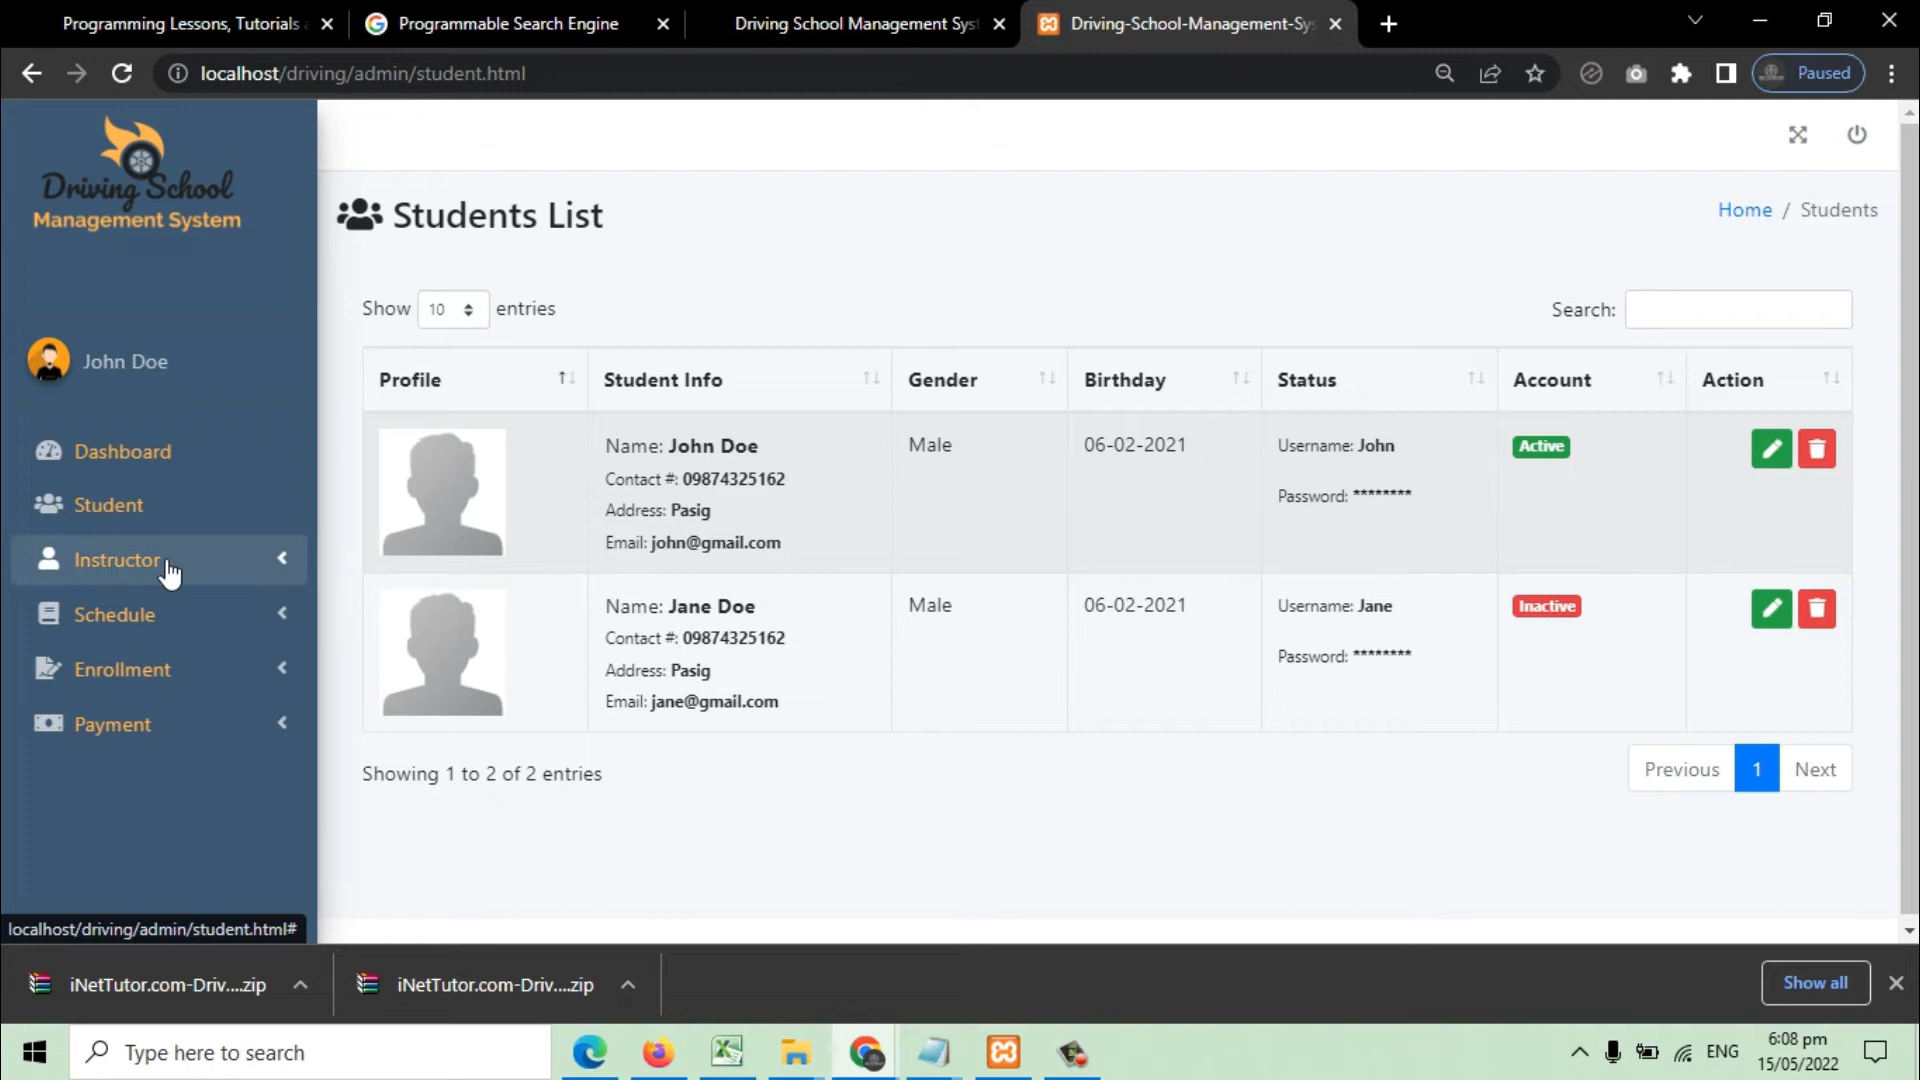 Programming Lessons, Tutorials a
Programmable Search Engine
Driving School Management Syst
Driving-School-Management-Sys
localhost/driving/admin/student.html
Paused
Driving School
Management System
John Doe
Dashboard
Student
Instructor
Schedule
Enrollment
Payment
localhost/driving/admin/student.html#
Students List
Home / Students
Show 10 entries
Search:
Profile Student Info Gender Birthday Status Account Action
Name: John Doe Male 06-02-2021 Username: John Active
Contact #: 09874325162
Password: ********
Address: Pasig
Email: john@gmail.com
Name: Jane Doe Male 06-02-2021 Username: Jane Inactive
Contact #: 09874325162
Password: ********
Address: Pasig
Email: jane@gmail.com
Showing 1 to 2 of 2 entries
Previous 1 Next
iNetTutor.com-Driv....zip
iNetTutor.com-Driv....zip
Show all
Type here to search
ENG
6:08 pm
15/05/2022